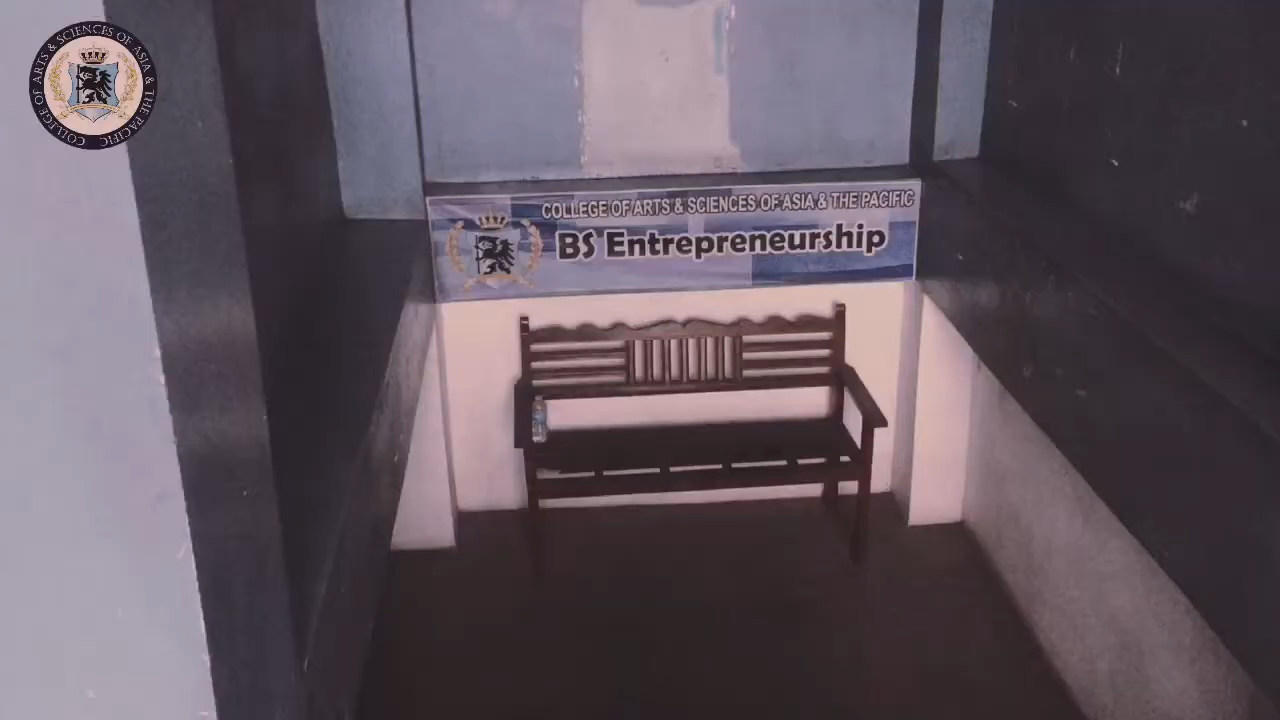 COLLEGE OF ARTS & SCIENCES OF ASIA & THE PACIFIC
COLLEGE OF ARTS & SCIENCES OF ASIA & THE PACIFIC
BS Entrepreneurship